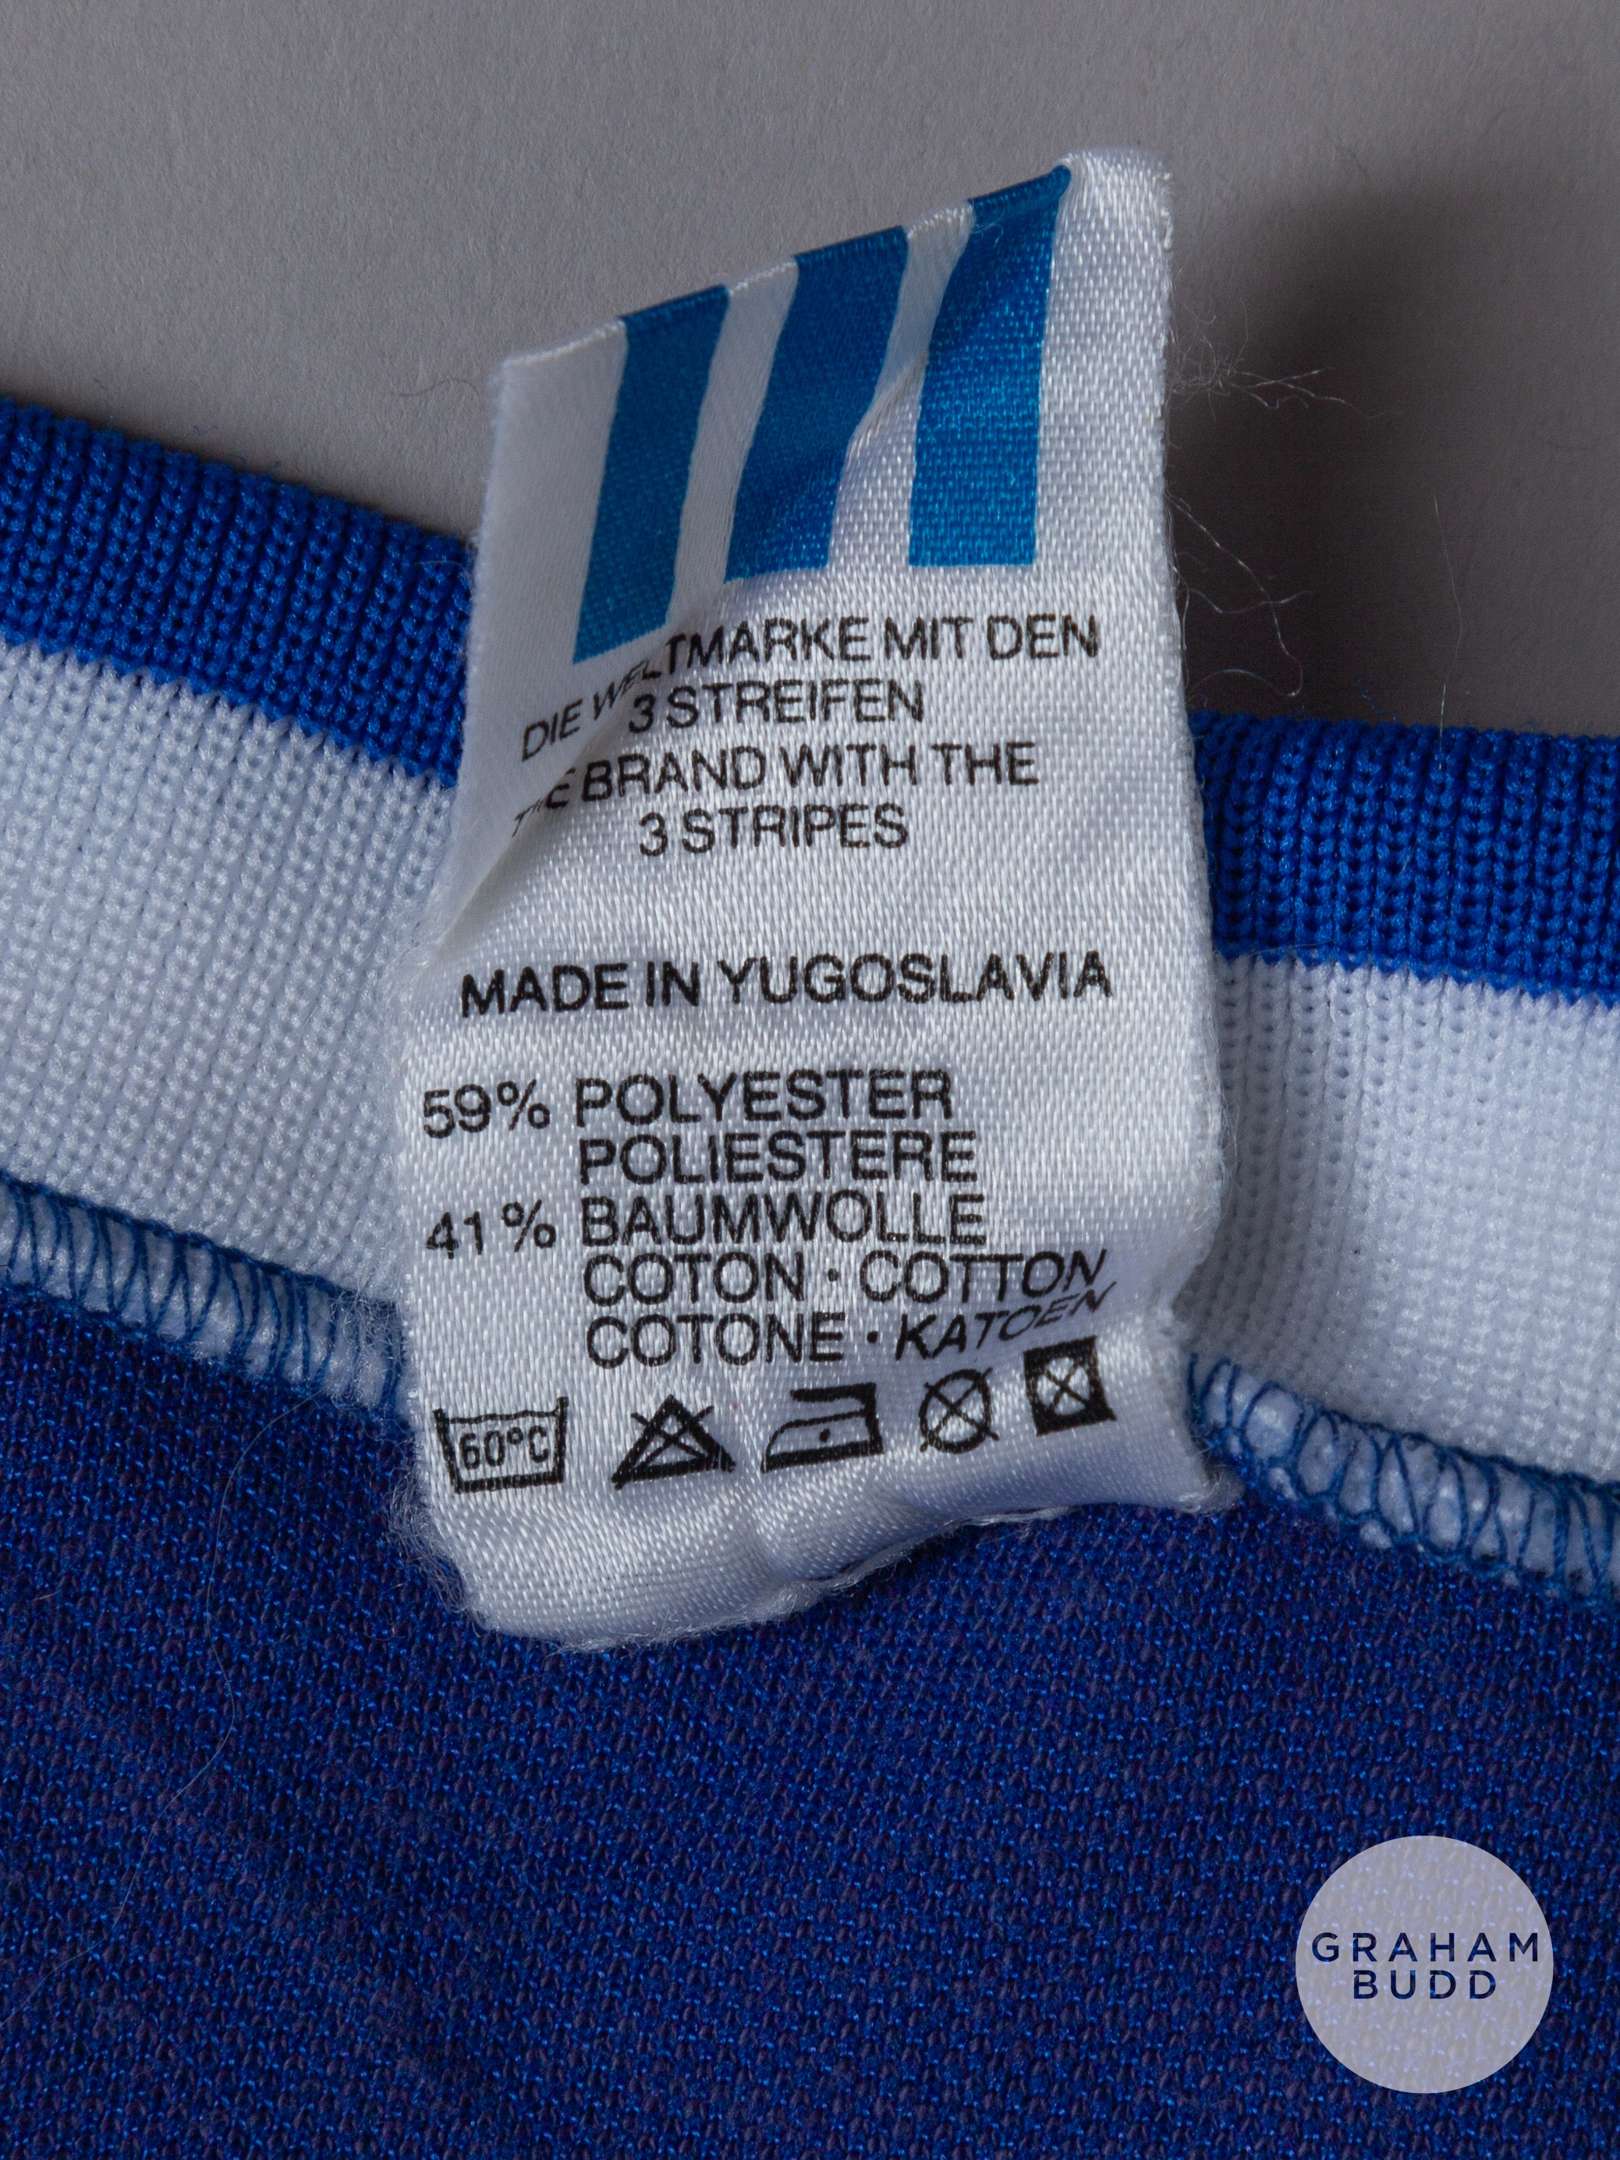 DIE WELTMARKE MIT DEN
3 STREIFEN
THE BRAND WITH THE
3 STRIPES
MADE IN YUGOSLAVIA
59% POLYESTER
POLIESTERE
41% BAUMWOLLE
COTON · COTTON
COTONE · KATOEN
60°C
GRAHAM
BUDD